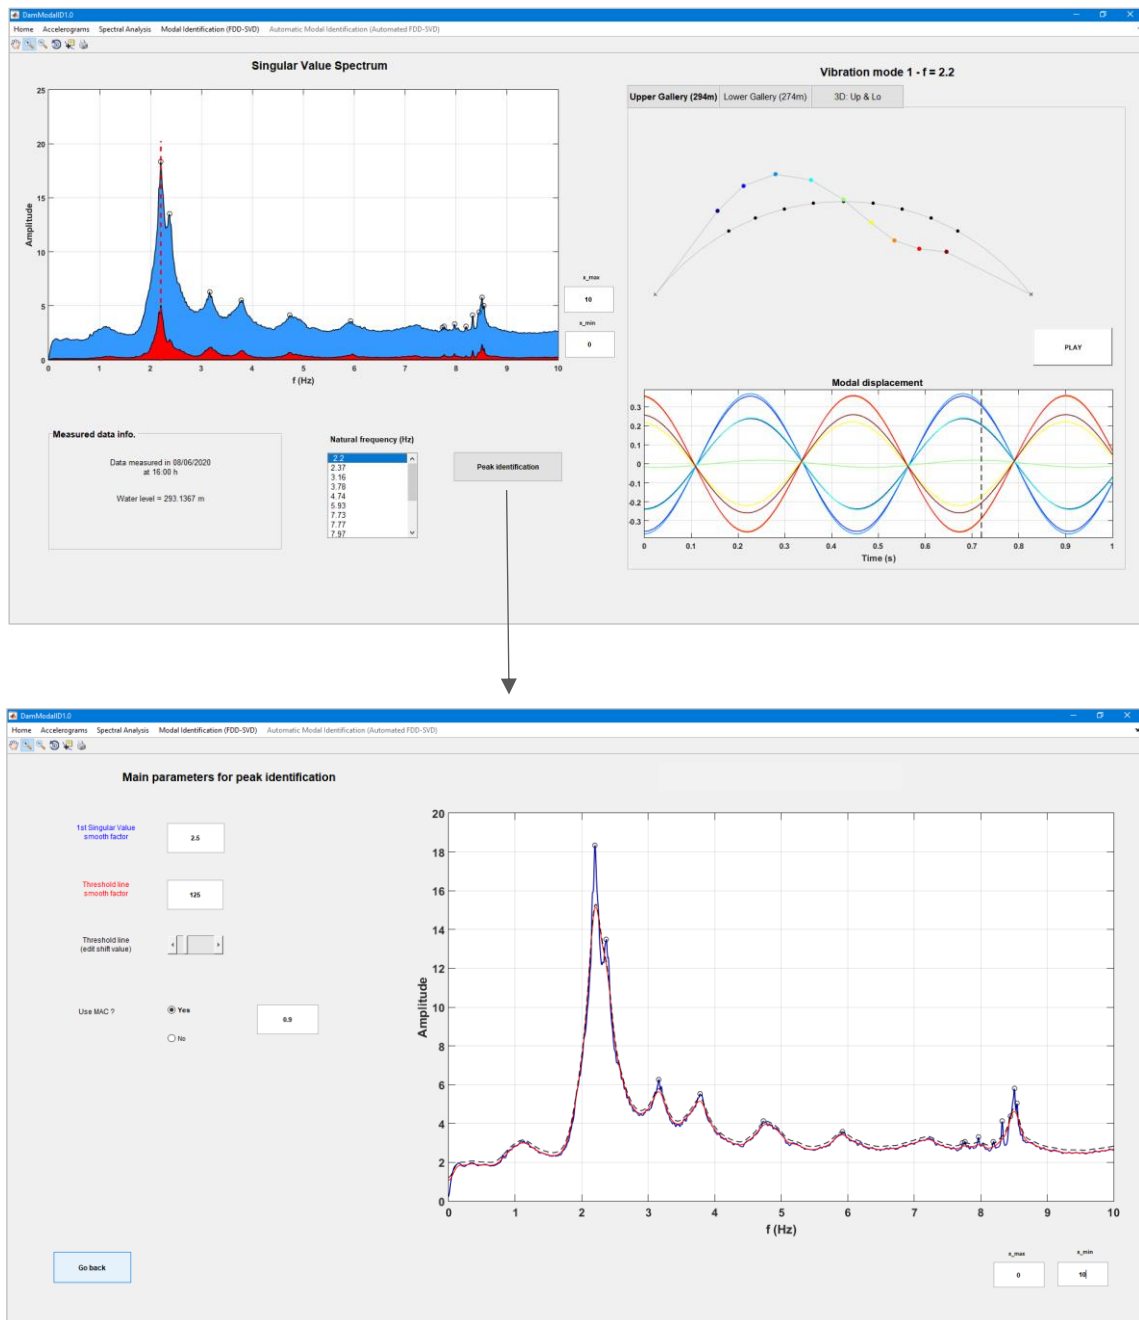 DamModalID1.0
Home Accelerograms Spectral Analysis Modal Identification (FDD-SVD) Automatic Modal Identification (Automated FDD-SVD)
Singular Value Spectrum
25
20
15
10
5
0
Amplitude
0 1 2 3 4 5 6 7 8 9 10
f (Hz)
x_max
10
x_min
0
Vibration mode 1 - f = 2.2
Upper Gallery (294m) Lower Gallery (274m) 3D: Up & Lo
PLAY
Measured data info.
Data measured in 08/06/2020
at 16:00 h
Water level = 293.1367 m
Natural frequency (Hz)
2.2
2.37
3.16
3.78
4.74
5.93
7.73
7.77
7.97
Peak identification
Modal displacement
0.3
0.2
0.1
0
-0.1
-0.2
-0.3
0 0.1 0.2 0.3 0.4 0.5 0.6 0.7 0.8 0.9 1
Time (s)
DamModalID1.0
Home Accelerograms Spectral Analysis Modal Identification (FDD-SVD) Automatic Modal Identification (Automated FDD-SVD)
Main parameters for peak identification
1st Singular Value
smooth factor
2.5
Threshold line
smooth factor
125
Threshold line
(edit shift value)
Use MAC ?
Yes
0.9
No
20
18
16
14
12
10
8
6
4
2
0
Amplitude
0 1 2 3 4 5 6 7 8 9 10
f (Hz)
x_max x_min
0 10
Go back